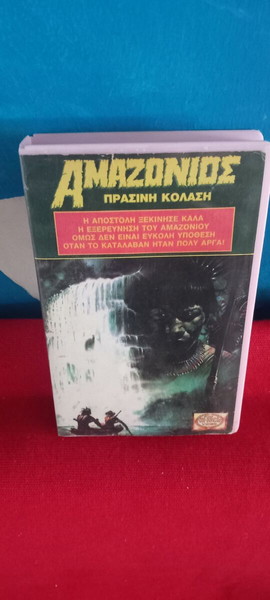 ΑΜΑΖΟΝΙΟΣ
ΠΡΑΣΙΝΗ ΚΟΛΑΣΗ
Η ΑΠΟΣΤΟΛΗ ΞΕΚΙΝΗΣΕ ΚΑΛΑ
Η ΕΞΕΡΕΥΝΗΣΗ ΤΟΥ ΑΜΑΖΟΝΙΟΥ
ΟΜΩΣ ΔΕΝ ΕΙΝΑΙ ΕΥΚΟΛΗ ΥΠΟΘΕΣΗ
ΟΤΑΝ ΤΟ ΚΑΤΑΛΑΒΑΝ ΗΤΑΝ ΠΟΛΥ ΑΡΓΑ!